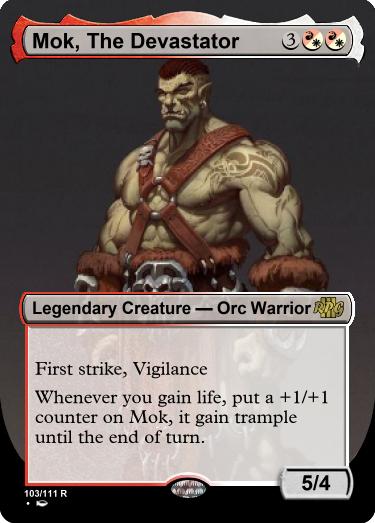 Mok, The Devastator 3
Legendary Creature — Orc Warrior RPG
First strike, Vigilance
Whenever you gain life, put a +1/+1
counter on Mok, it gain trample
until the end of turn.
5/4
103/111 R